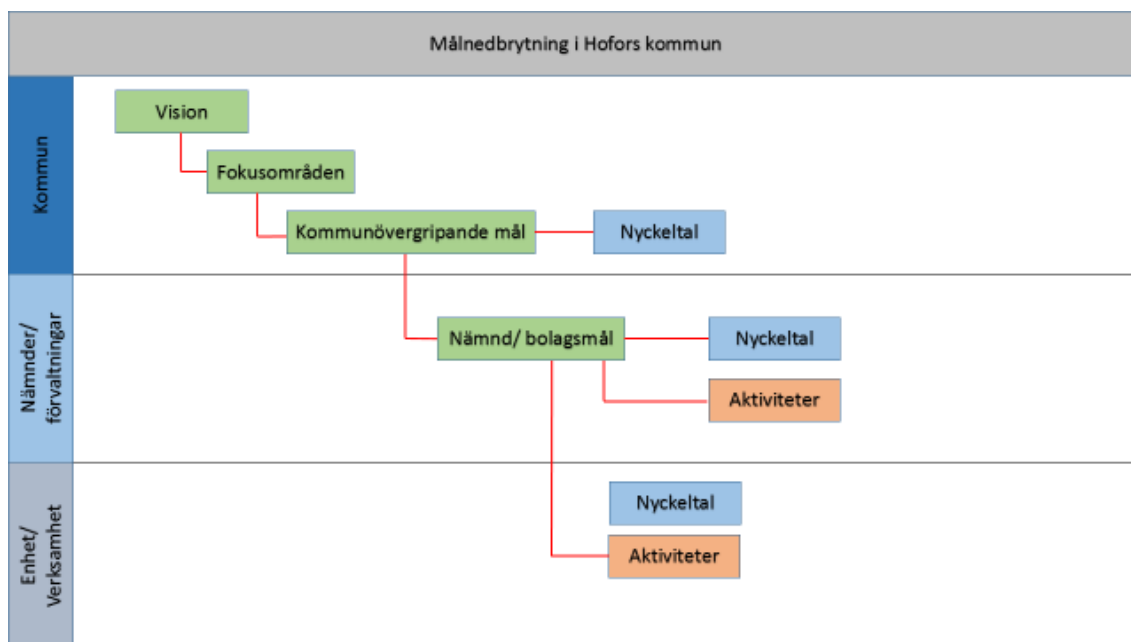 Målnedbrytning i Hofors kommun
Kommun
Vision
Fokusområden
Kommunövergripande mål
Nyckeltal
Nämnder/
förvaltningar
Nämnd/ bolagsmål
Nyckeltal
Aktiviteter
Enhet/
Verksamhet
Nyckeltal
Aktiviteter